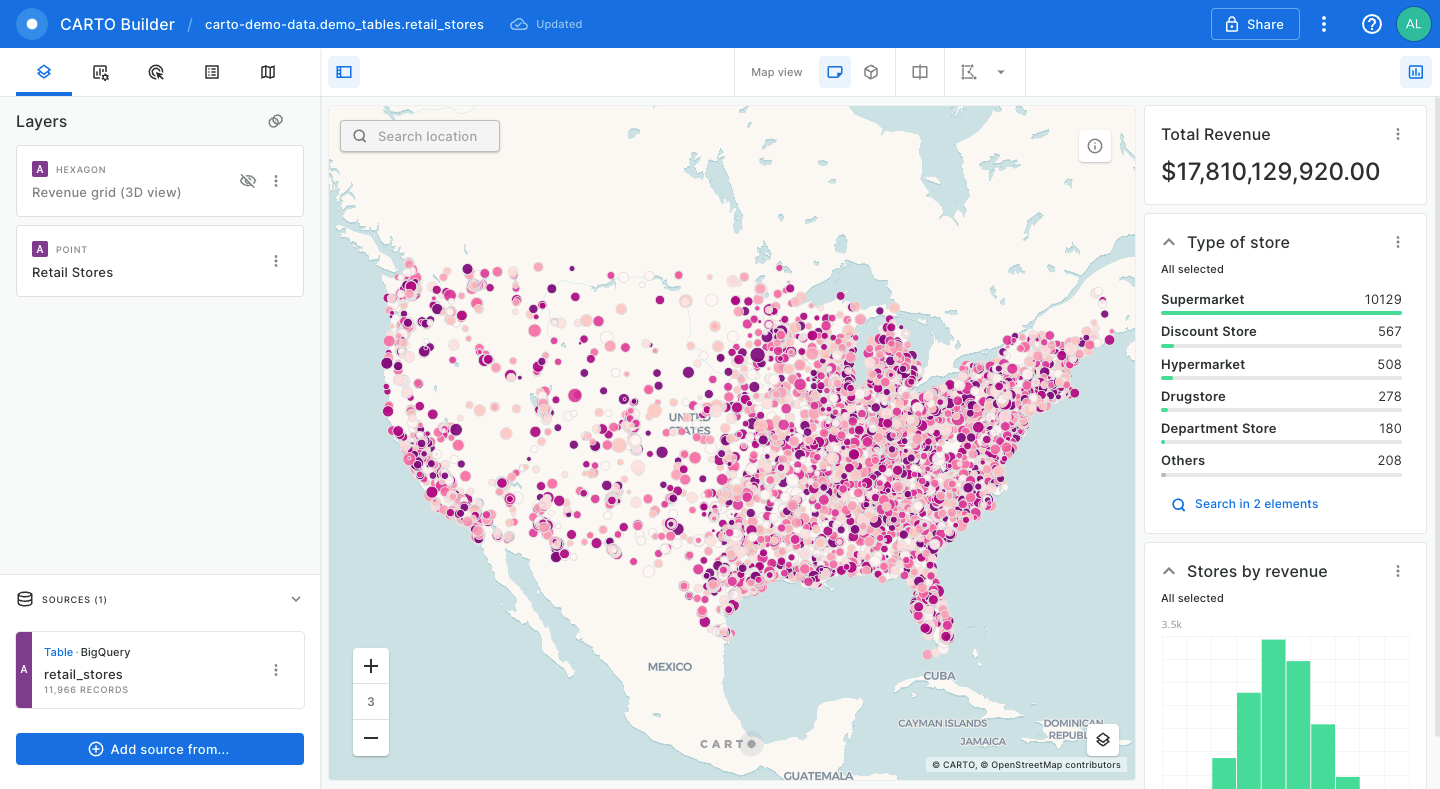 CARTO Builder / carto-demo-data.demo_tables.retail_stores Updated Share AL
Map view
Layers
A HEXAGON
Revenue grid (3D view)
A POINT
Retail Stores
SOURCES (1)
A
Table · BigQuery
retail_stores
11,966 RECORDS
Add source from...
Search location
UNITED
STATES
MEXICO
CUBA
CAYMAN ISLANDS
DOMINICAN
REPUBLIC
JAMAICA
GUATEMALA
3
CARTO
© CARTO, © OpenStreetMap contributors
Total Revenue
$17,810,129,920.00
Type of store
All selected
Supermarket 10129
Discount Store 567
Hypermarket 508
Drugstore 278
Department Store 180
Others 208
Search in 2 elements
Stores by revenue
All selected
3.5k